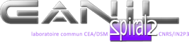 GANIL
spiral2
laboratoire commun CEA/DSM CNRS/IN2P3